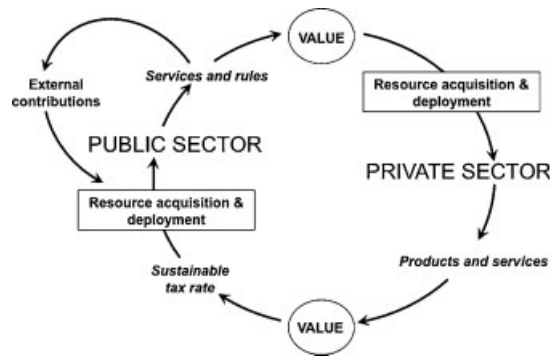 VALUE
Services and rules
External
contributions
Resource acquisition &
deployment
PUBLIC SECTOR
PRIVATE SECTOR
Resource acquisition &
deployment
Products and services
Sustainable
tax rate
VALUE